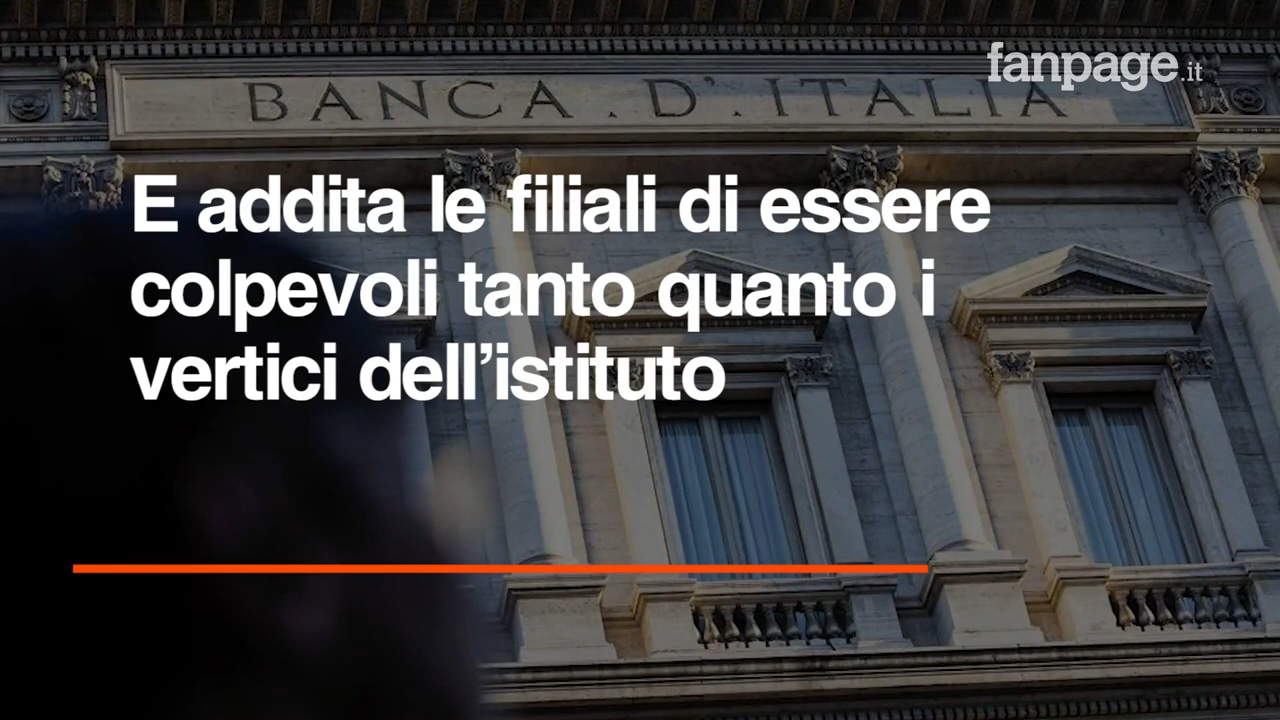 fanpage.it
BANCA . D' . ITALIA
E addita le filiali di essere
colpevoli tanto quanto i
vertici dell’istituto